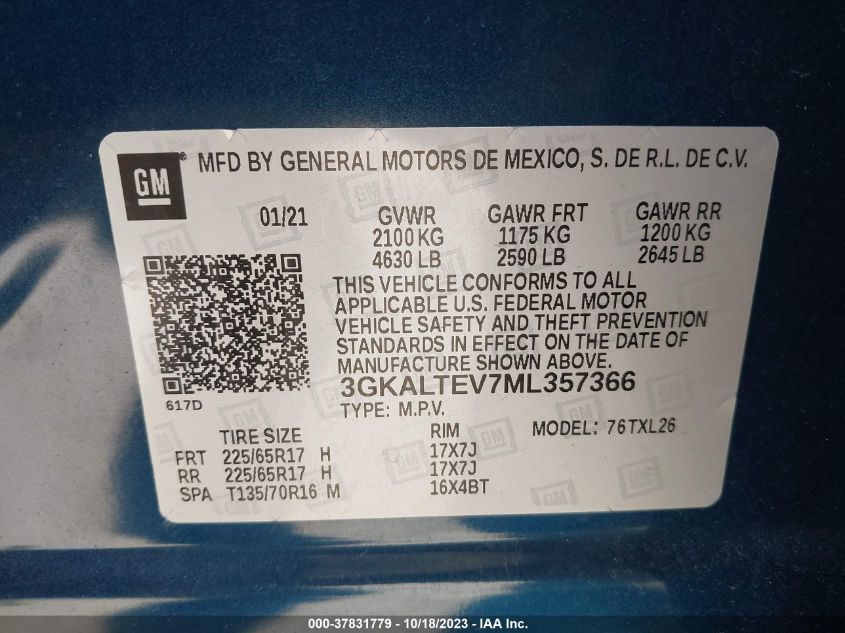 GM ® MFD BY GENERAL MOTORS DE MEXICO, S. DE R.L. DE C.V.
01/21 GVWR GAWR FRT GAWR RR
2100 KG 1175 KG 1200 KG
4630 LB 2590 LB 2645 LB
THIS VEHICLE CONFORMS TO ALL
APPLICABLE U.S. FEDERAL MOTOR
VEHICLE SAFETY AND THEFT PREVENTION
STANDARDS IN EFFECT ON THE DATE OF
MANUFACTURE SHOWN ABOVE.
3GKALTEV7ML357366
617D
TYPE: M.P.V.
TIRE SIZE RIM MODEL: 76TXL26
FRT 225/65R17 H 17X7J
RR 225/65R17 H 17X7J
SPA T135/70R16 M 16X4BT
000-37831779 - 10/18/2023 - IAA Inc.